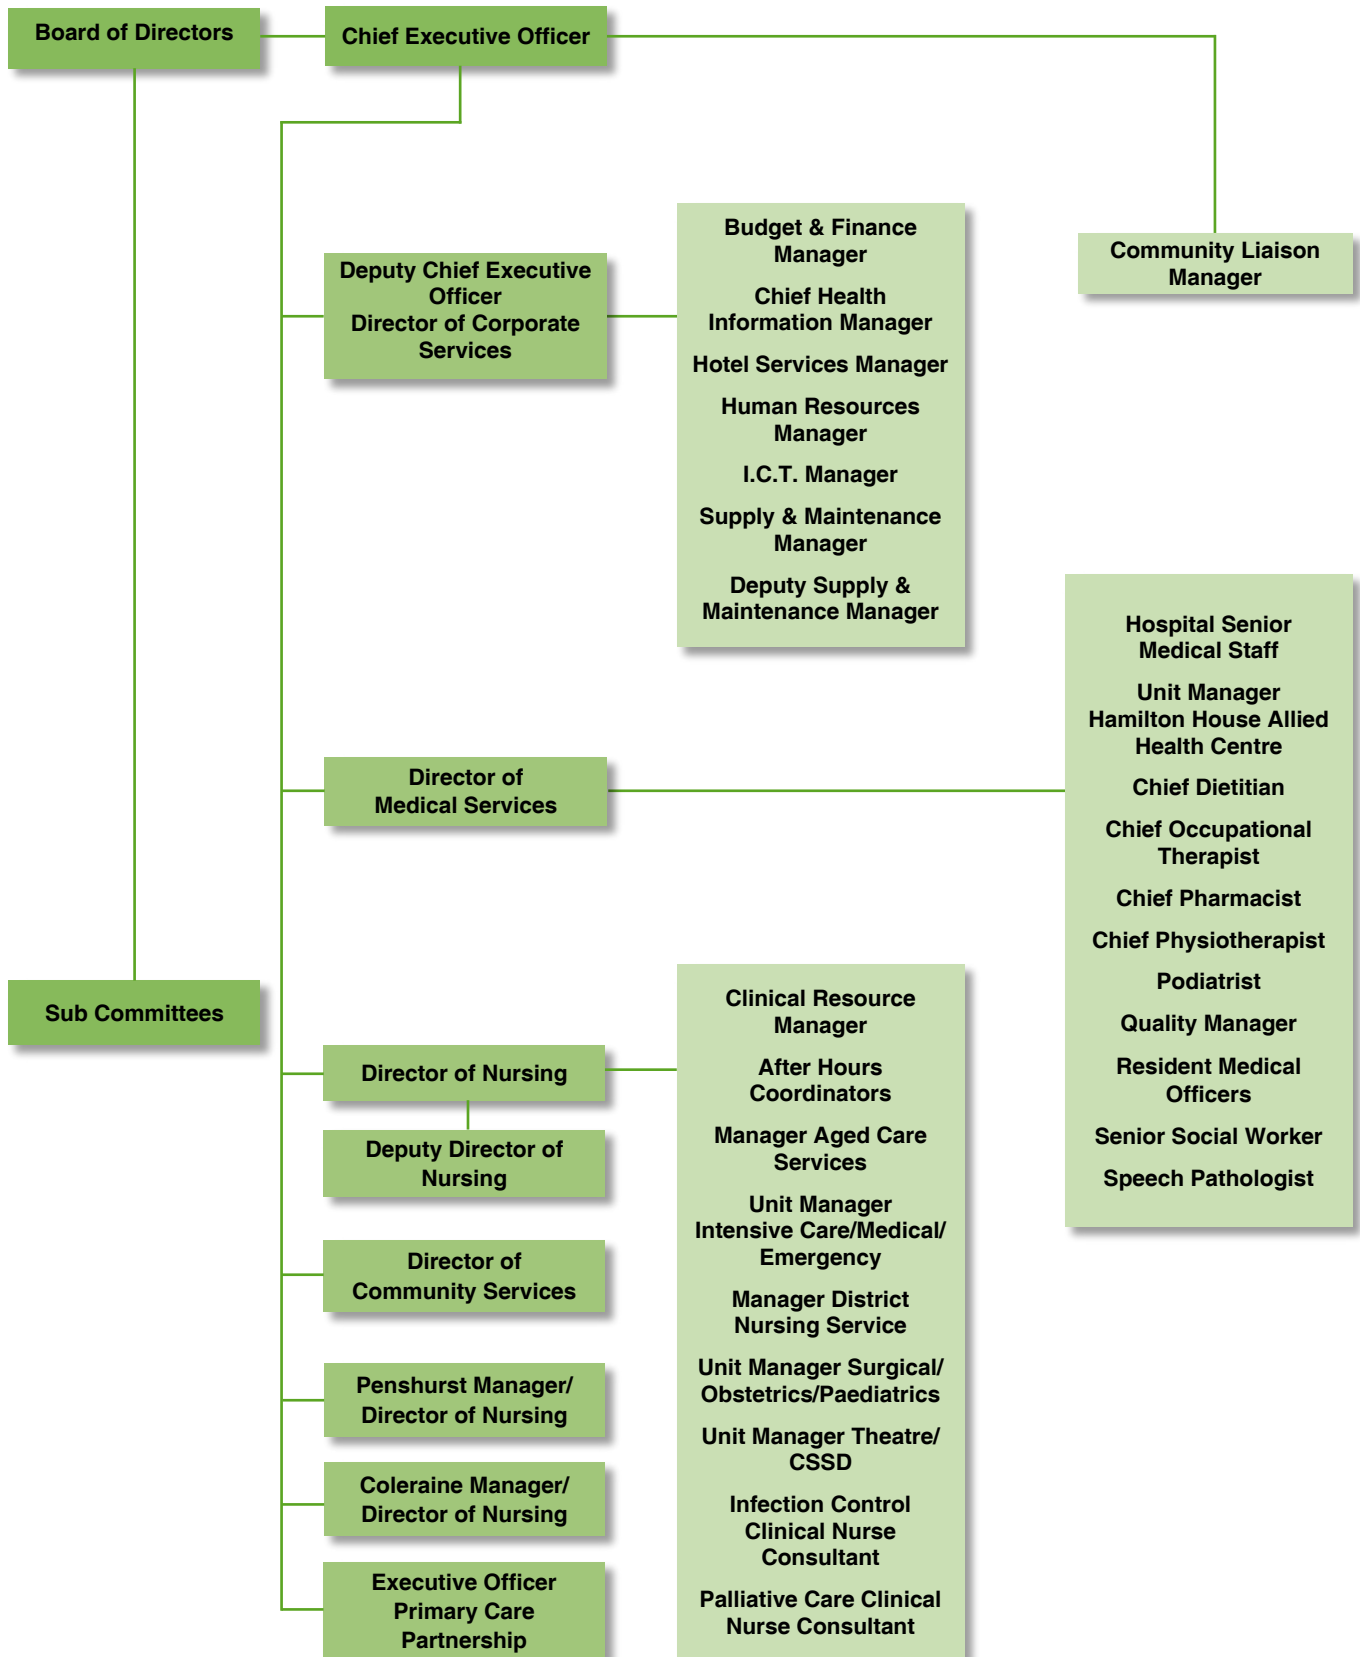 Board of Directors
Chief Executive Officer
Deputy Chief Executive
Officer
Director of Corporate
Services
Budget & Finance
Manager
Chief Health
Information Manager
Hotel Services Manager
Human Resources
Manager
I.C.T. Manager
Supply & Maintenance
Manager
Deputy Supply &
Maintenance Manager
Community Liaison
Manager
Director of
Medical Services
Hospital Senior
Medical Staff
Unit Manager
Hamilton House Allied
Health Centre
Chief Dietitian
Chief Occupational
Therapist
Chief Pharmacist
Chief Physiotherapist
Podiatrist
Quality Manager
Resident Medical
Officers
Senior Social Worker
Speech Pathologist
Sub Committees
Director of Nursing
Deputy Director of
Nursing
Director of
Community Services
Penshurst Manager/
Director of Nursing
Coleraine Manager/
Director of Nursing
Executive Officer
Primary Care
Partnership
Clinical Resource
Manager
After Hours
Coordinators
Manager Aged Care
Services
Unit Manager
Intensive Care/Medical/
Emergency
Manager District
Nursing Service
Unit Manager Surgical/
Obstetrics/Paediatrics
Unit Manager Theatre/
CSSD
Infection Control
Clinical Nurse
Consultant
Palliative Care Clinical
Nurse Consultant